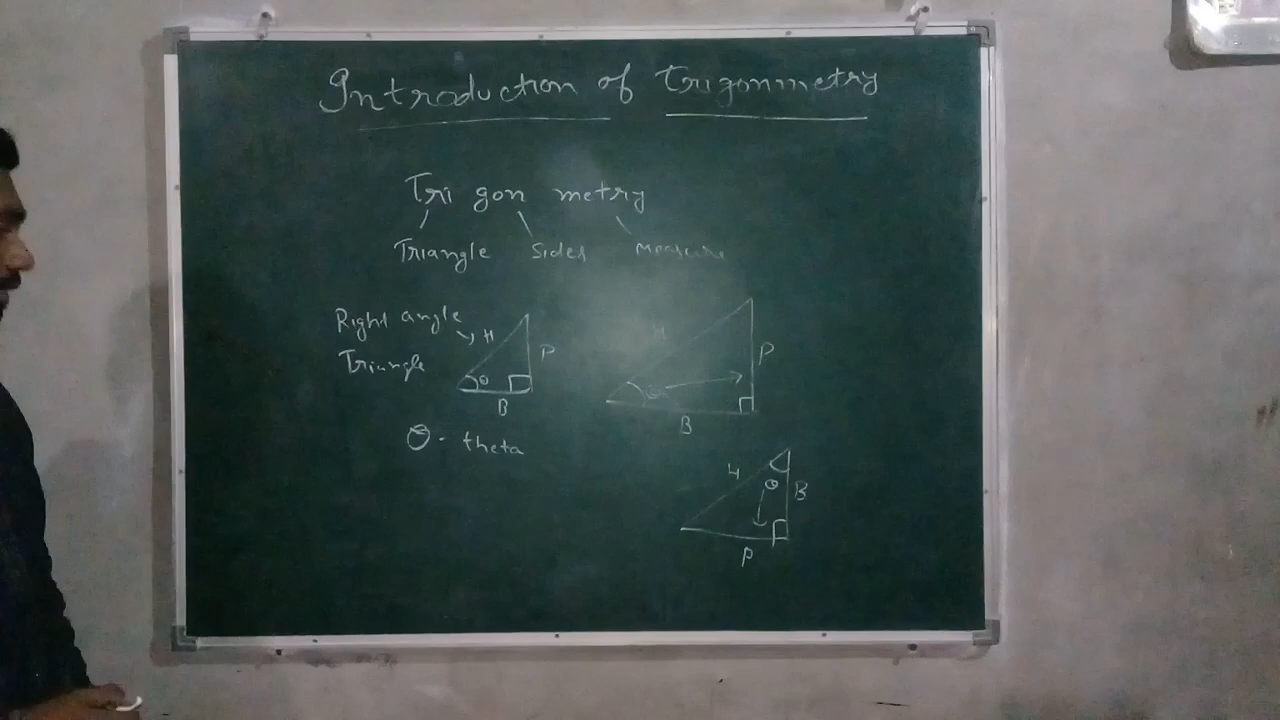 Introduction of Trigonmetry
Tri gon metry
Triangle Sides Measure
Right angle
Triangle
H
P
θ
B
θ - theta
H
P
θ
B
H
θ
B
P